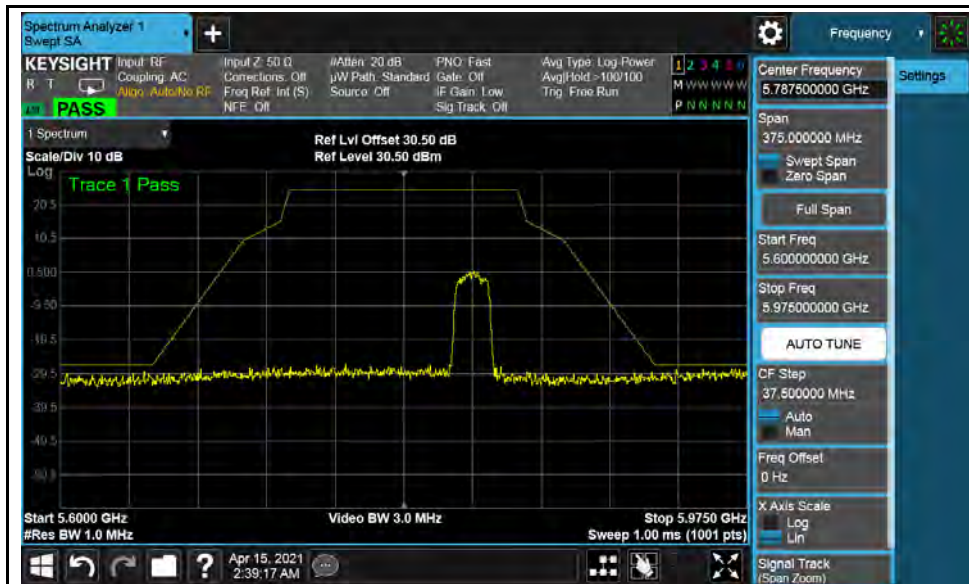 Spectrum Analyzer 1
Swept SA
Frequency
KEYSIGHT
R T
PASS
Input: RF
Coupling: AC
Align: Auto/No RF
Input Z: 50 Ω
Corrections: Off
Freq Ref: Int (S)
NFE: Off
#Atten: 20 dB
µW Path: Standard
Source: Off
PNO: Fast
Gate: Off
IF Gain: Low
Sig Track: Off
Avg Type: Log-Power
Avg|Hold:>100/100
Trig: Free Run
1 2 3 4 5 6
M W W W W W
P N N N N N
1 Spectrum
Scale/Div 10 dB
Ref Lvl Offset 30.50 dB
Ref Level 30.50 dBm
Log
Trace 1 Pass
20.5
10.5
0.500
-9.50
-19.5
-29.5
-39.5
-49.5
-59.5
Start 5.6000 GHz
#Res BW 1.0 MHz
Video BW 3.0 MHz
Stop 5.9750 GHz
Sweep 1.00 ms (1001 pts)
Apr 15, 2021
2:39:17 AM
Center Frequency
5.787500000 GHz
Settings
Span
375.000000 MHz
Swept Span
Zero Span
Full Span
Start Freq
5.600000000 GHz
Stop Freq
5.975000000 GHz
AUTO TUNE
CF Step
37.500000 MHz
Auto
Man
Freq Offset
0 Hz
X Axis Scale
Log
Lin
Signal Track
(Span Zoom)